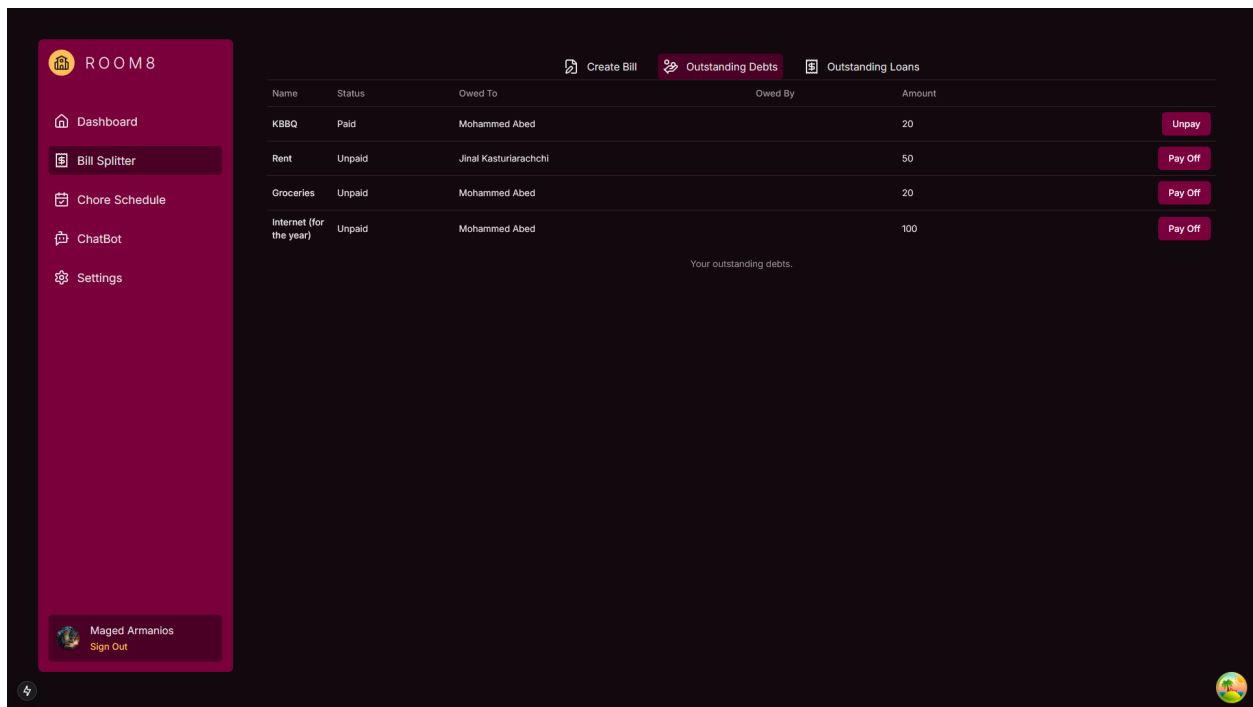 ROOM8
Dashboard
Bill Splitter
Chore Schedule
ChatBot
Settings
Maged Armanios
Sign Out
Create Bill Outstanding Debts Outstanding Loans
Name Status Owed To Owed By Amount
KBBQ Paid Mohammed Abed 20 Unpay
Rent Unpaid Jinal Kasturiarachchi 50 Pay Off
Groceries Unpaid Mohammed Abed 20 Pay Off
Internet (for
the year) Unpaid Mohammed Abed 100 Pay Off
Your outstanding debts.